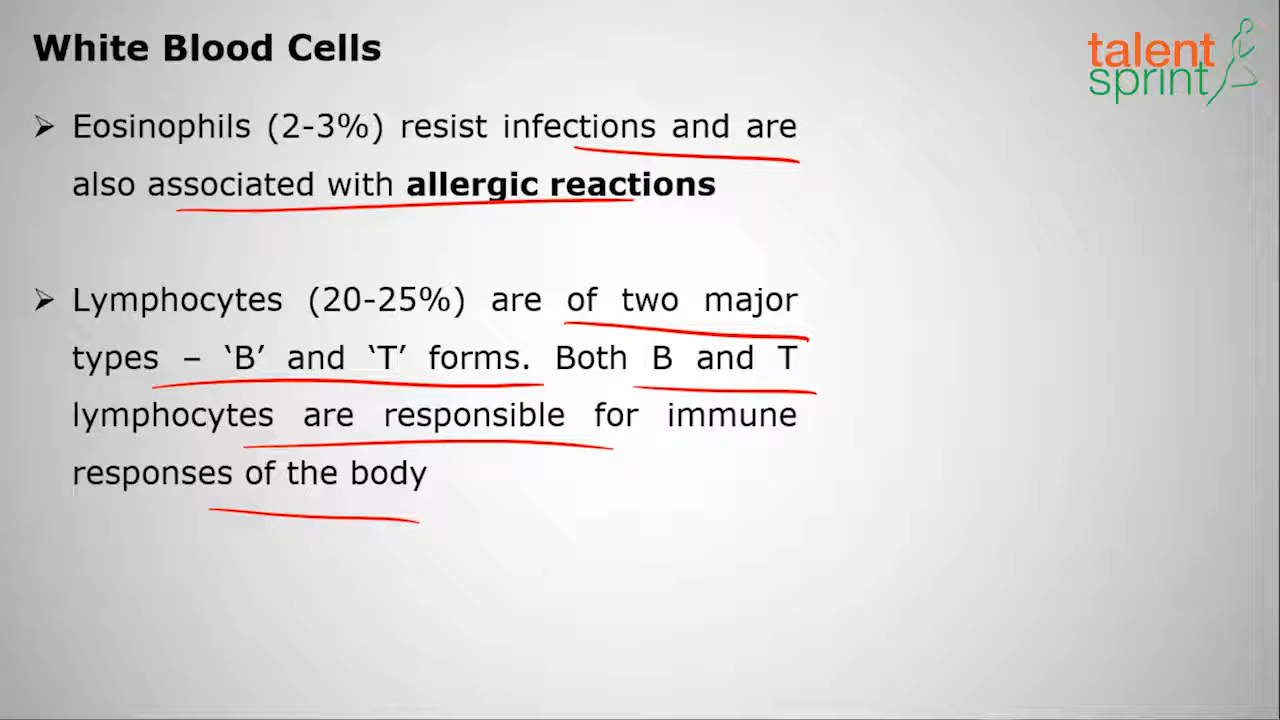 White Blood Cells
talent
sprint
➢ Eosinophils (2-3%) resist infections and are
also associated with allergic reactions
➢ Lymphocytes (20-25%) are of two major
types – ‘B’ and ‘T’ forms. Both B and T
lymphocytes are responsible for immune
responses of the body